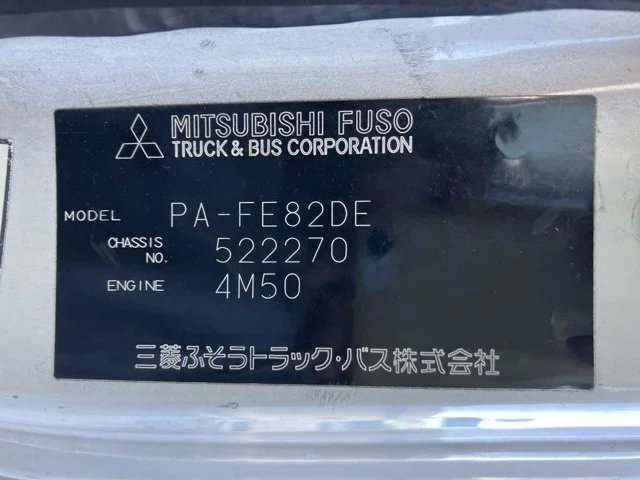 MITSUBISHI FUSO
TRUCK & BUS CORPORATION
MODEL PA-FE82DE
CHASSIS NO. 522270
ENGINE 4M50
三菱ふそうトラック・バス株式会社